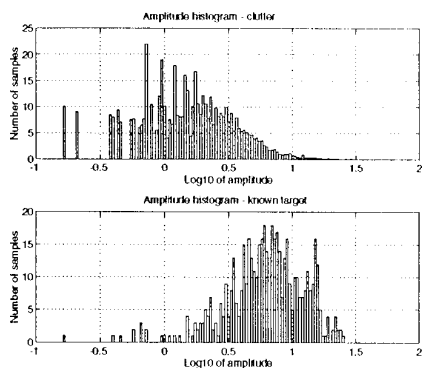 Amplitude histogram - clutter
25
20
15
10
5
0
Number of samples
-1 -0.5 0 0.5 1 1.5 2
Log10 of amplitude
Amplitude histogram - known target
20
15
10
5
0
Number of samples
-1 -0.5 0 0.5 1 1.5 2
Log10 of amplitude